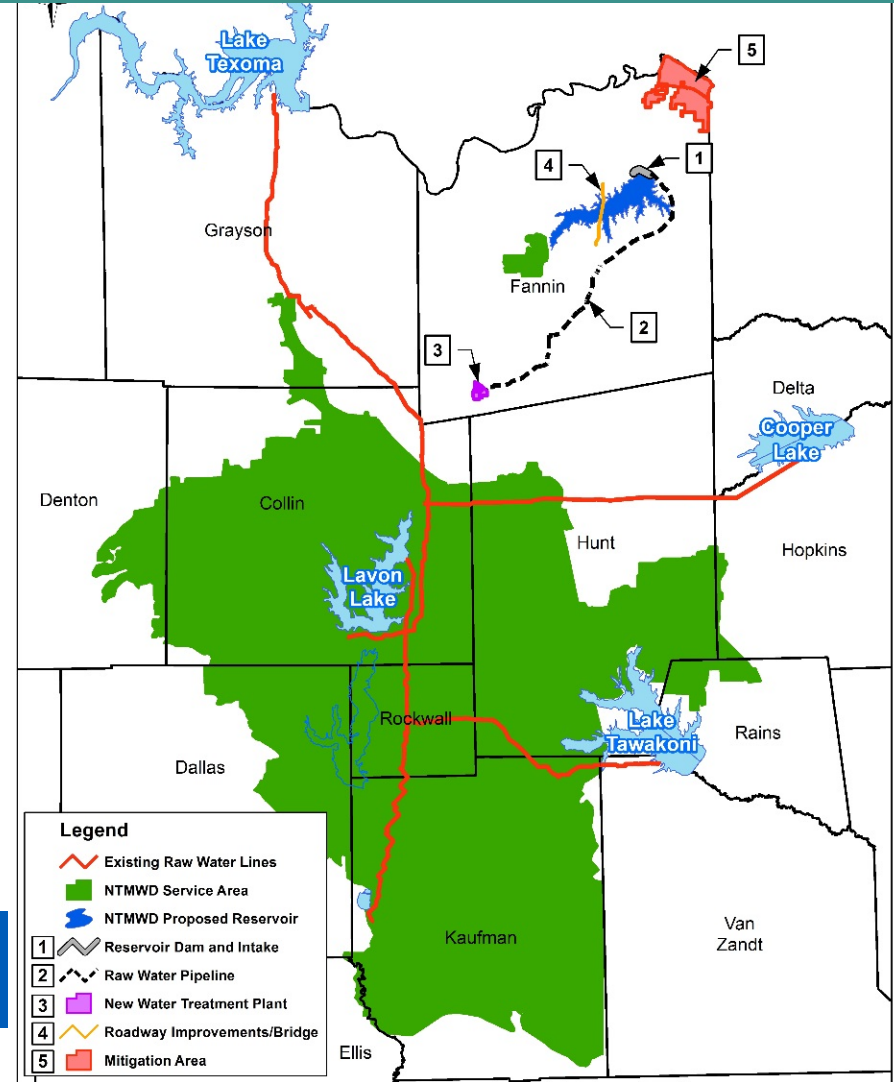 Lake
Texoma
5
1
4
Grayson
Fannin
2
3
Delta
Cooper
Lake
Denton
Collin
Hunt
Hopkins
Lavon
Lake
Rockwall
Lake
Tawakoni
Rains
Dallas
Legend
Existing Raw Water Lines
NTMWD Service Area
NTMWD Proposed Reservoir
1 Reservoir Dam and Intake
2 Raw Water Pipeline
3 New Water Treatment Plant
4 Roadway Improvements/Bridge
5 Mitigation Area
Kaufman
Van
Zandt
Ellis